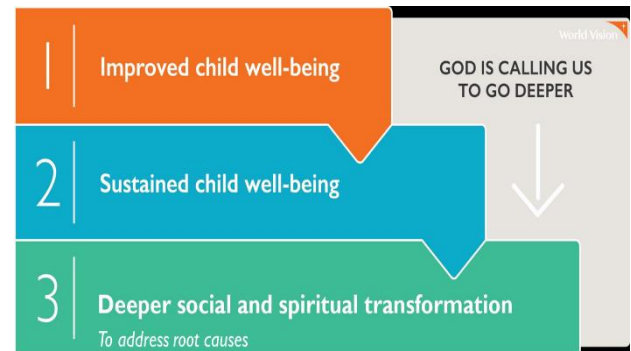 1
Improved child well-being
World Vision
GOD IS CALLING US
TO GO DEEPER
2
Sustained child well-being
3
Deeper social and spiritual transformation
To address root causes